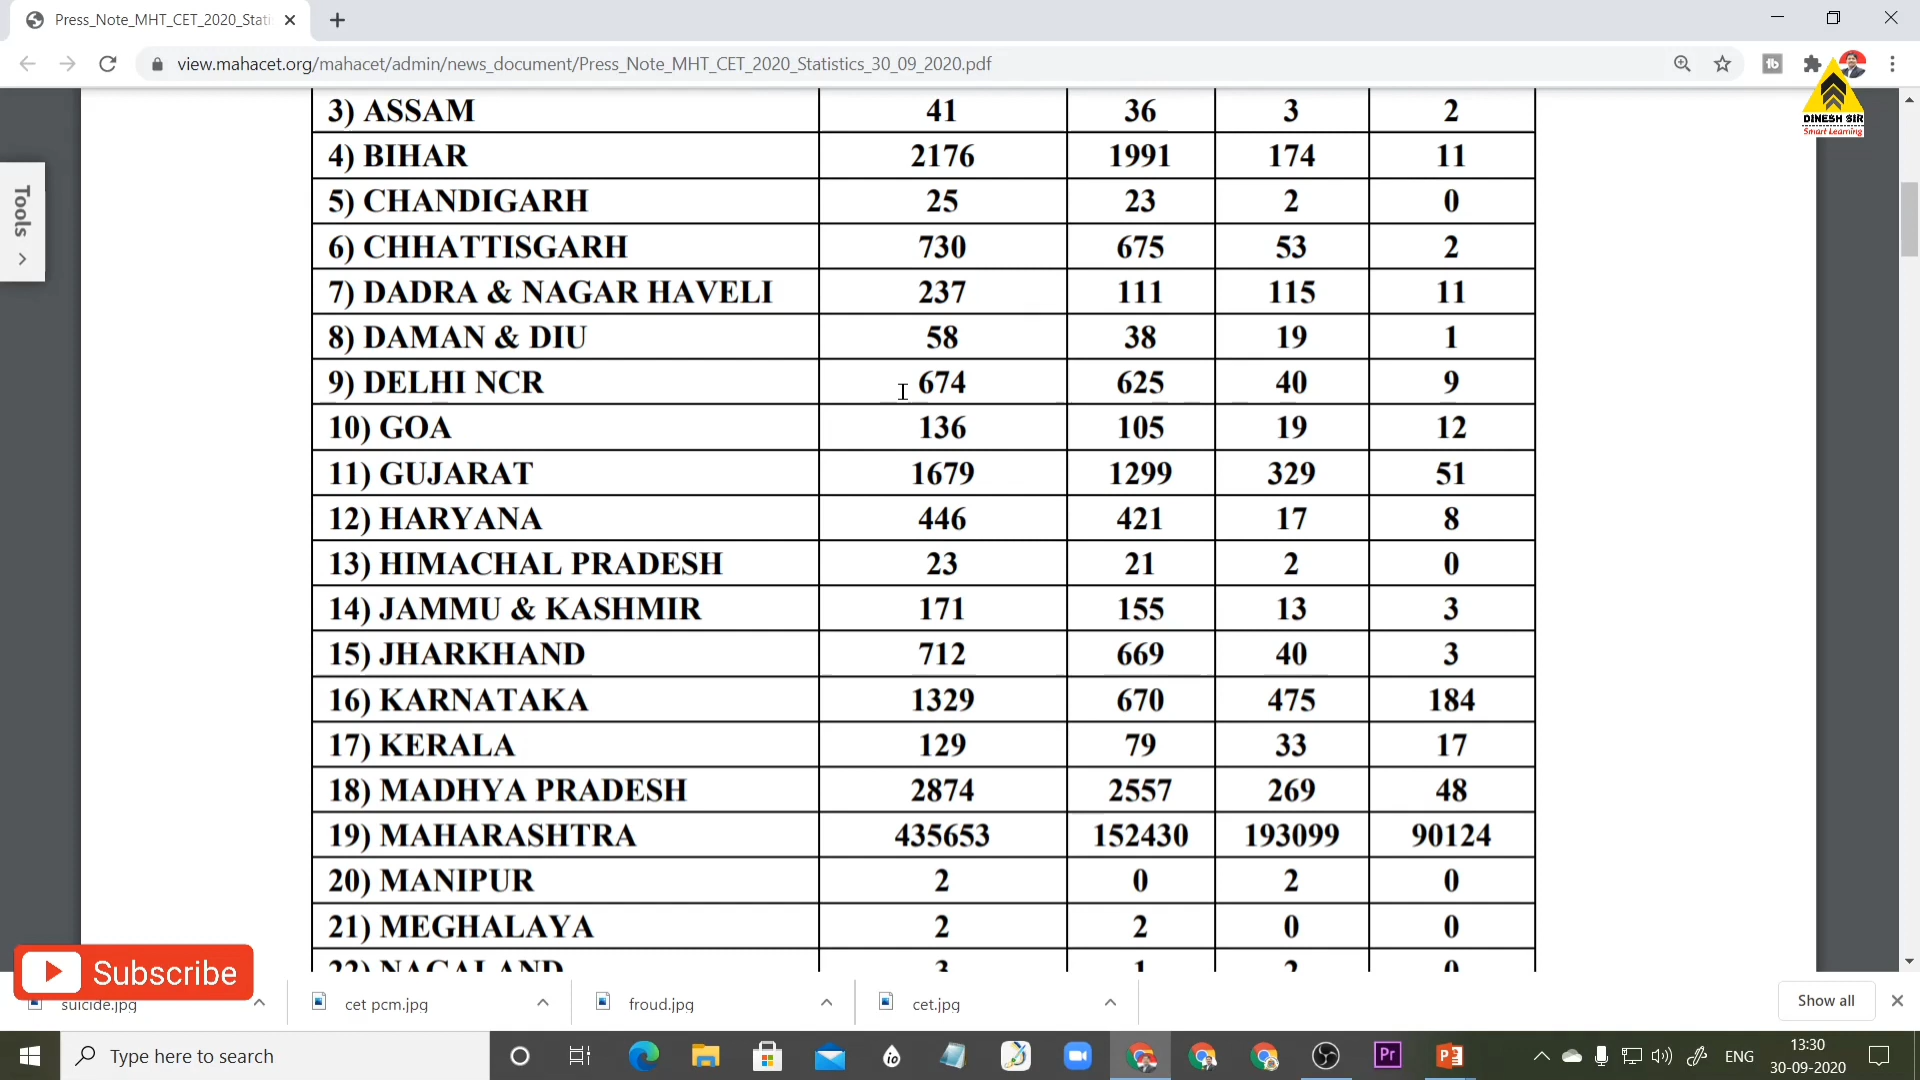 Press_Note_MHT_CET_2020_Stati
view.mahacet.org/mahacet/admin/news_document/Press_Note_MHT_CET_2020_Statistics_30_09_2020.pdf
DINESH SIR
Smart Learning
Tools
3) ASSAM 41 36 3 2
4) BIHAR 2176 1991 174 11
5) CHANDIGARH 25 23 2 0
6) CHHATTISGARH 730 675 53 2
7) DADRA & NAGAR HAVELI 237 111 115 11
8) DAMAN & DIU 58 38 19 1
9) DELHI NCR 674 625 40 9
10) GOA 136 105 19 12
11) GUJARAT 1679 1299 329 51
12) HARYANA 446 421 17 8
13) HIMACHAL PRADESH 23 21 2 0
14) JAMMU & KASHMIR 171 155 13 3
15) JHARKHAND 712 669 40 3
16) KARNATAKA 1329 670 475 184
17) KERALA 129 79 33 17
18) MADHYA PRADESH 2874 2557 269 48
19) MAHARASHTRA 435653 152430 193099 90124
20) MANIPUR 2 0 2 0
21) MEGHALAYA 2 2 0 0
22) NAGALAND 3 1 2 0
Subscribe
suicide.jpg cet pcm.jpg froud.jpg cet.jpg Show all
Type here to search
Pr
ENG
13:30
30-09-2020